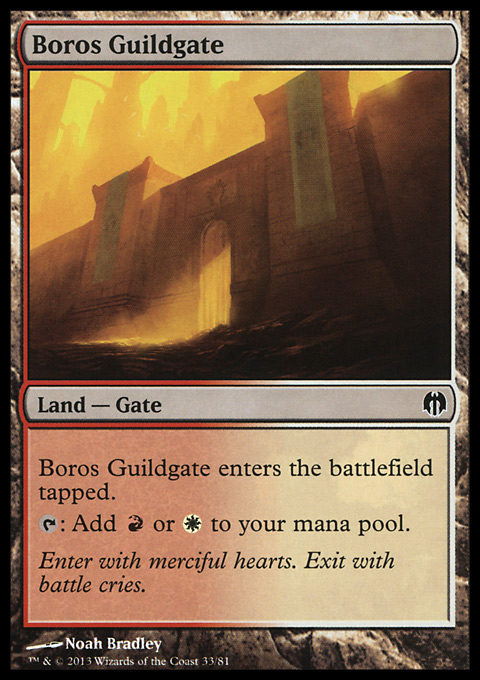 Boros Guildgate
Land — Gate
Boros Guildgate enters the battlefield
tapped.
: Add or to your mana pool.
Enter with merciful hearts. Exit with
battle cries.
Noah Bradley
™ & © 2013 Wizards of the Coast 33/81